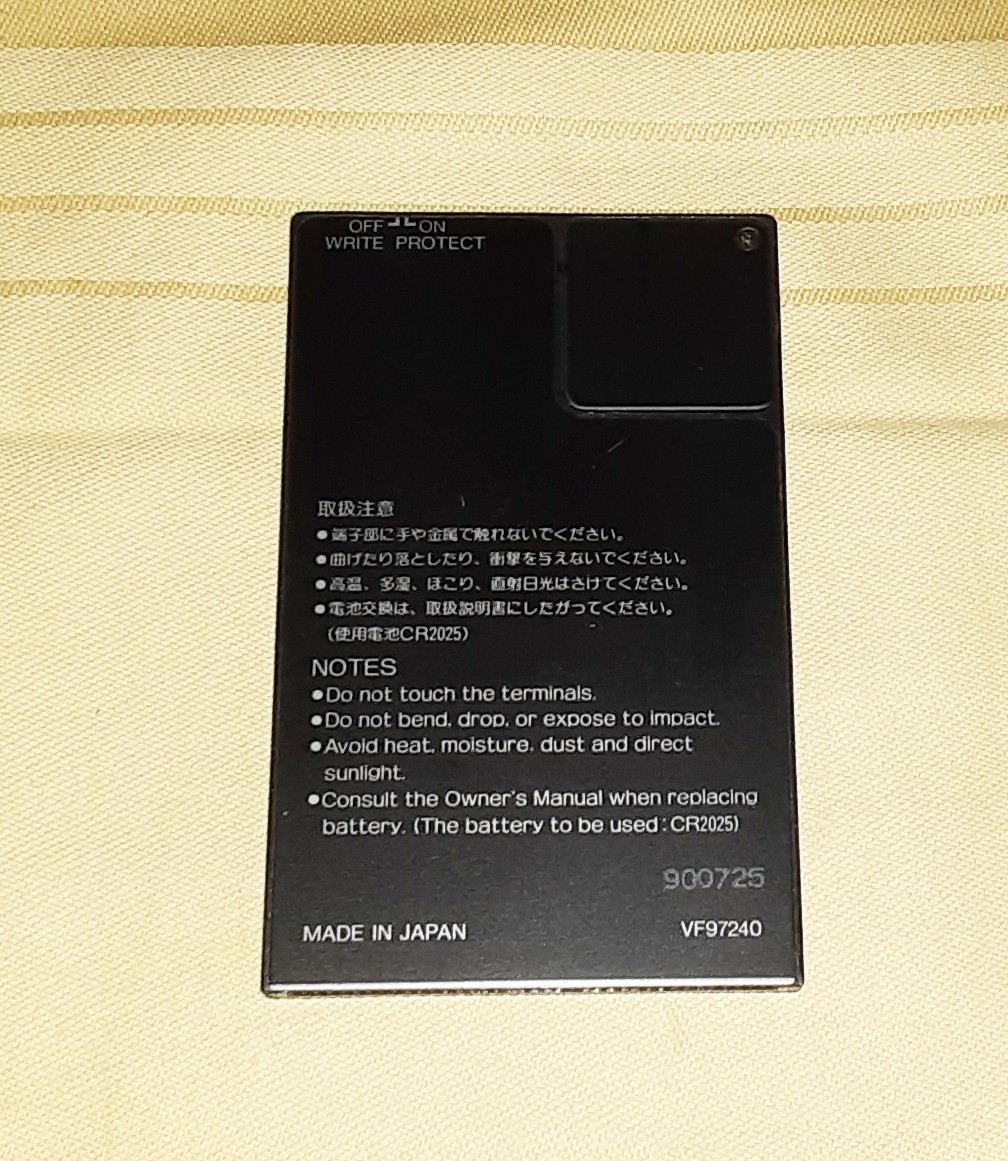 OFF ON
WRITE PROTECT
取扱注意
●端子部に手や金属で触れないでください。
●曲げたり落としたり、衝撃を与えないでください。
●高温、多湿、ほこり、直射日光はさけてください。
●電池交換は、取扱説明書にしたがってください。
(使用電池CR2025)
NOTES
●Do not touch the terminals.
●Do not bend, drop, or expose to impact.
●Avoid heat, moisture, dust and direct
sunlight.
●Consult the Owner's Manual when replacing
battery. (The battery to be used:CR2025)
900725
MADE IN JAPAN
VF97240